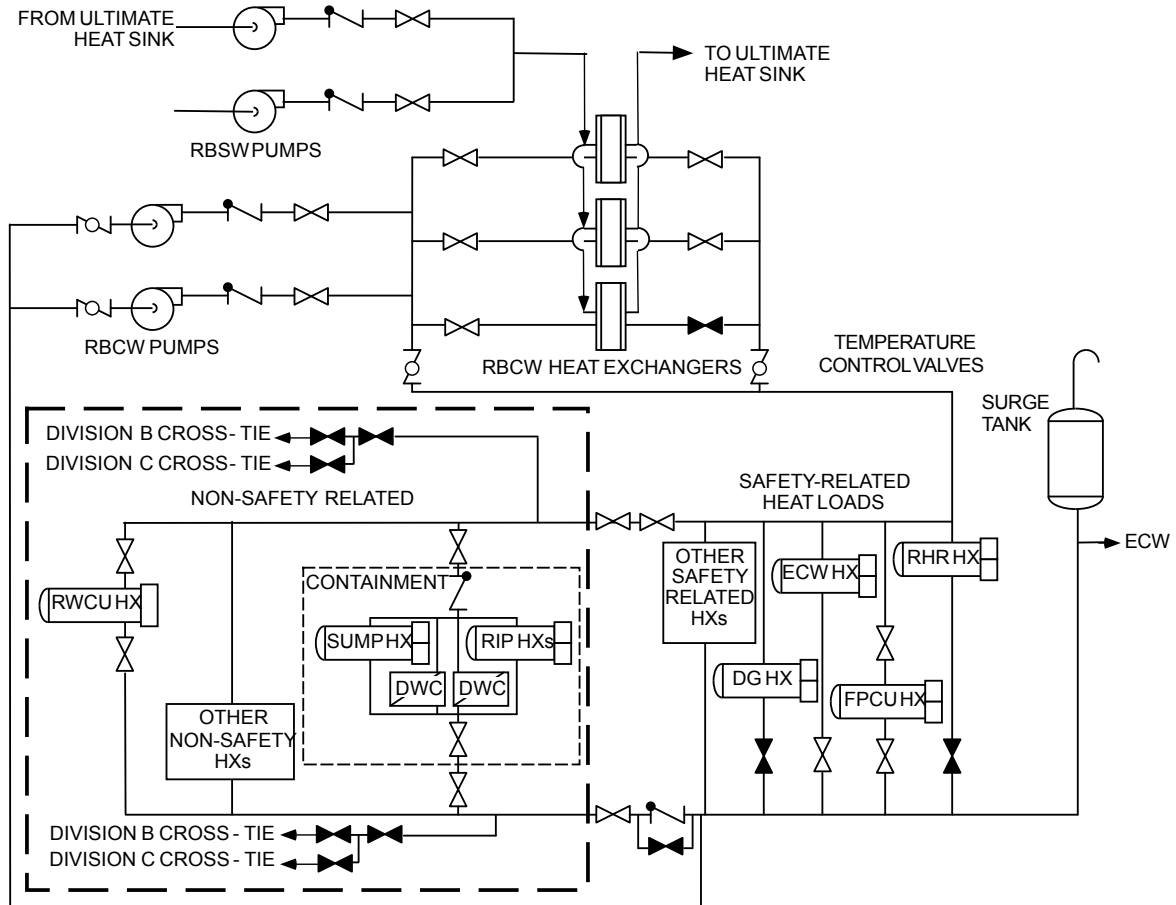 FROM ULTIMATE
HEAT SINK
TO ULTIMATE
HEAT SINK
RBSW PUMPS
RBCW PUMPS
RBCW HEAT EXCHANGERS
TEMPERATURE
CONTROL VALVES
SURGE
TANK
DIVISION B CROSS-TIE
DIVISION C CROSS-TIE
NON-SAFETY RELATED
SAFETY-RELATED
HEAT LOADS
ECW
CONTAINMENT
OTHER
SAFETY
RELATED
HXs
ECW HX
RHR HX
RWCU HX
SUMP HX
RIP HXs
DWC
DWC
DG HX
FPCU HX
OTHER
NON-SAFETY
HXs
DIVISION B CROSS-TIE
DIVISION C CROSS-TIE